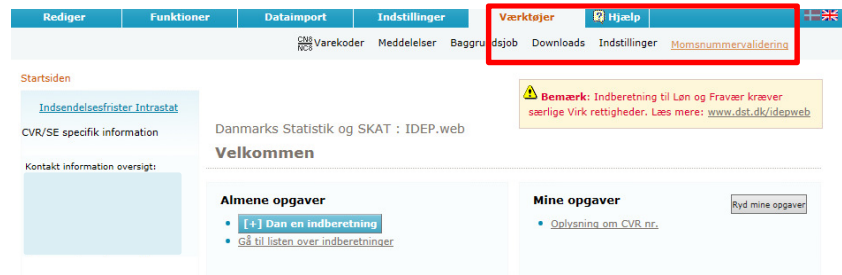 Rediger Funktioner Dataimport Indstillinger Værktøjer Hjælp
CN8 NC8 Varekoder Meddelelser Baggrundsjob Downloads Indstillinger Momsnummervalidering
Startsiden
Indsendelsesfrister Intrastat
CVR/SE specifik information
Kontakt information oversigt:
Bemærk: Indberetning til Løn og Fravær kræver
særlige Virk rettigheder. Læs mere: www.dst.dk/idepweb
Danmarks Statistik og SKAT : IDEP.web
Velkommen
Almene opgaver
[+] Dan en indberetning
Gå til listen over indberetninger
Mine opgaver
Ryd mine opgaver
Oplysning om CVR nr.